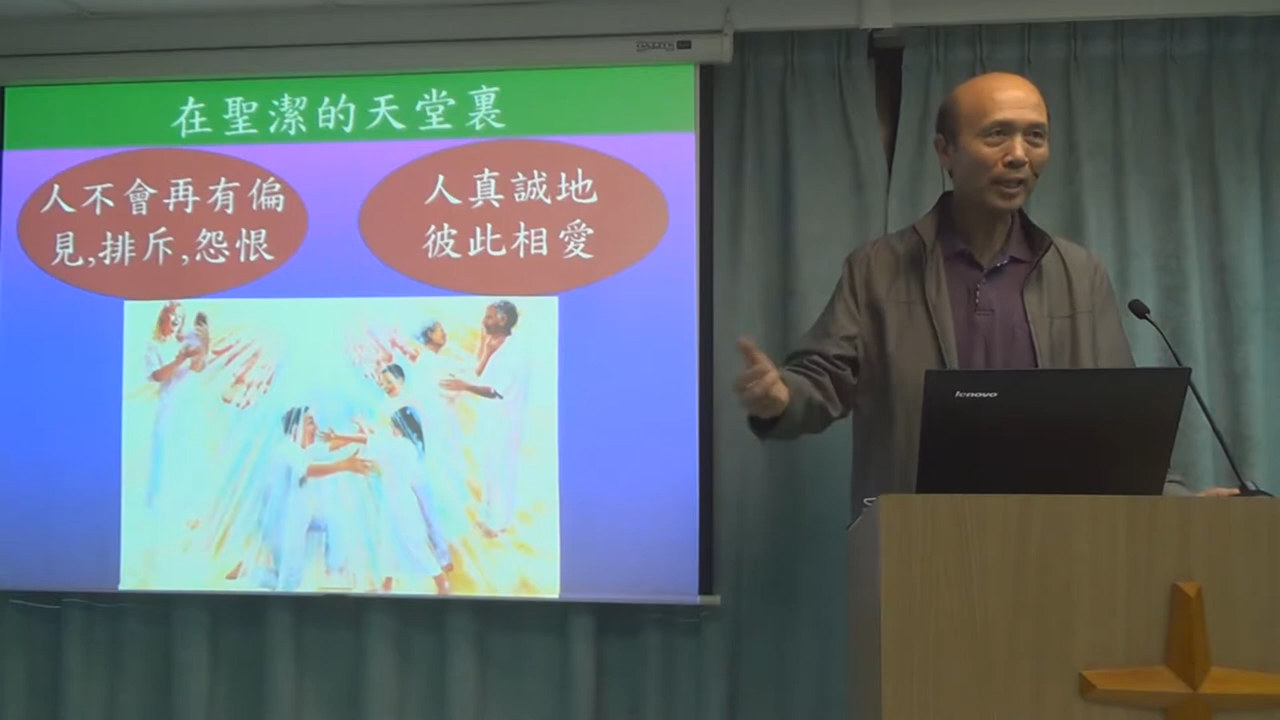 在聖潔的天堂裏
人不會再有偏
見,排斥,怨恨
人真誠地
彼此相愛
lenovo